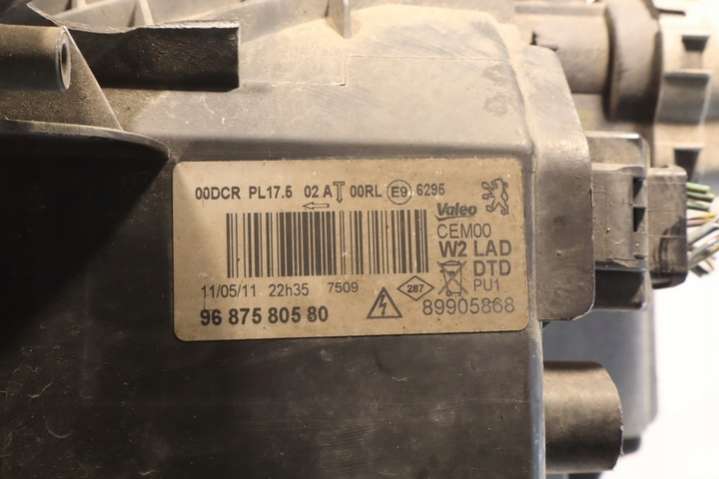 00DCR PL17.5 02 A 00RL E9 6295
Valeo
CEM00
W2 LAD
DTD
PU1
11/05/11 22h35 7509
287
96 875 805 80
89905868